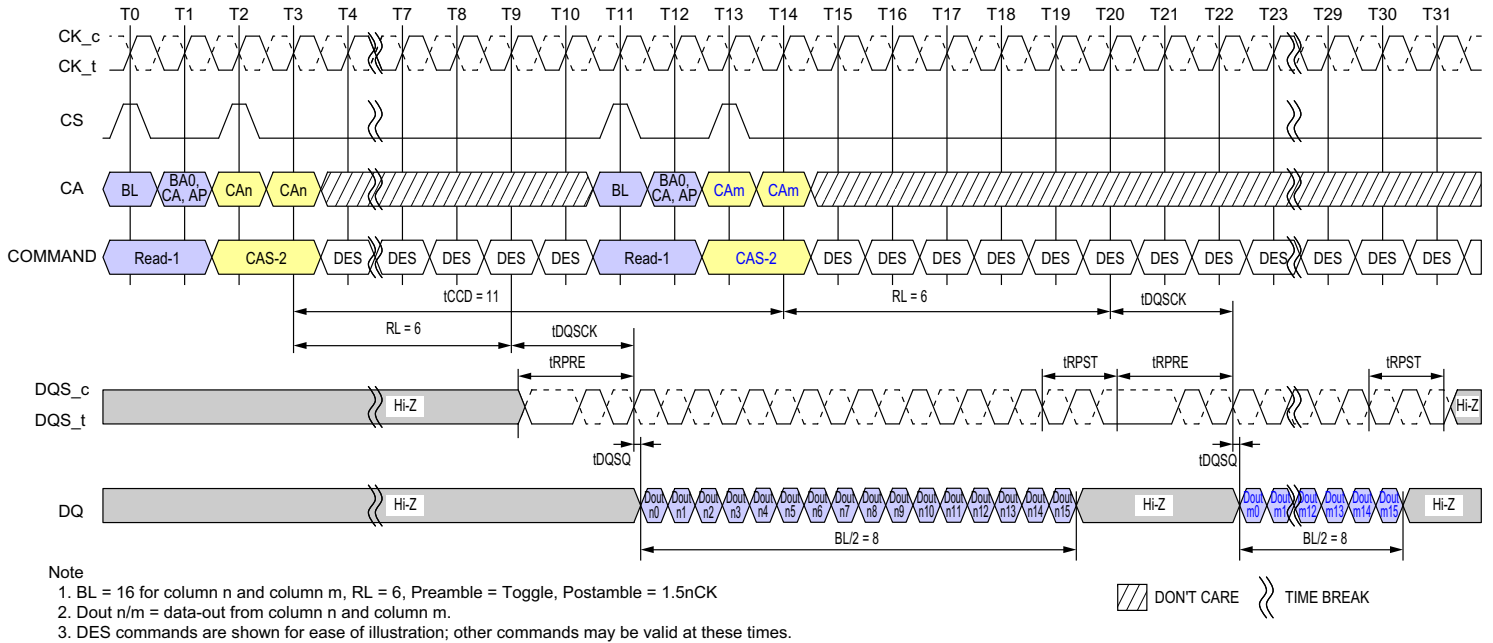 T0 T1 T2 T3 T4 T7 T8 T9 T10 T11 T12 T13 T14 T15 T16 T17 T18 T19 T20 T21 T22 T23 T29 T30 T31
CK_c
CK_t
CS
CA BL BA0, CA, AP CAn CAn BL BA0, CA, AP CAm CAm
COMMAND Read-1 CAS-2 DES DES DES DES DES Read-1 CAS-2 DES DES DES DES DES DES DES DES DES DES DES DES
tCCD = 11 RL = 6 tDQSCK
RL = 6 tDQSCK
tRPRE tRPST tRPRE tRPST
DQS_c
DQS_t
Hi-Z Hi-Z
tDQSQ tDQSQ
DQ Hi-Z Dout n0 Dout n1 Dout n2 Dout n3 Dout n4 Dout n5 Dout n6 Dout n7 Dout n8 Dout n9 Dout n10 Dout n11 Dout n12 Dout n13 Dout n14 Dout n15 Hi-Z Dout m0 Dout m1 Dout m12 Dout m13 Dout m14 Dout m15 Hi-Z
BL/2 = 8 BL/2 = 8
Note
1. BL = 16 for column n and column m, RL = 6, Preamble = Toggle, Postamble = 1.5nCK
2. Dout n/m = data-out from column n and column m.
3. DES commands are shown for ease of illustration; other commands may be valid at these times.
DON'T CARE TIME BREAK